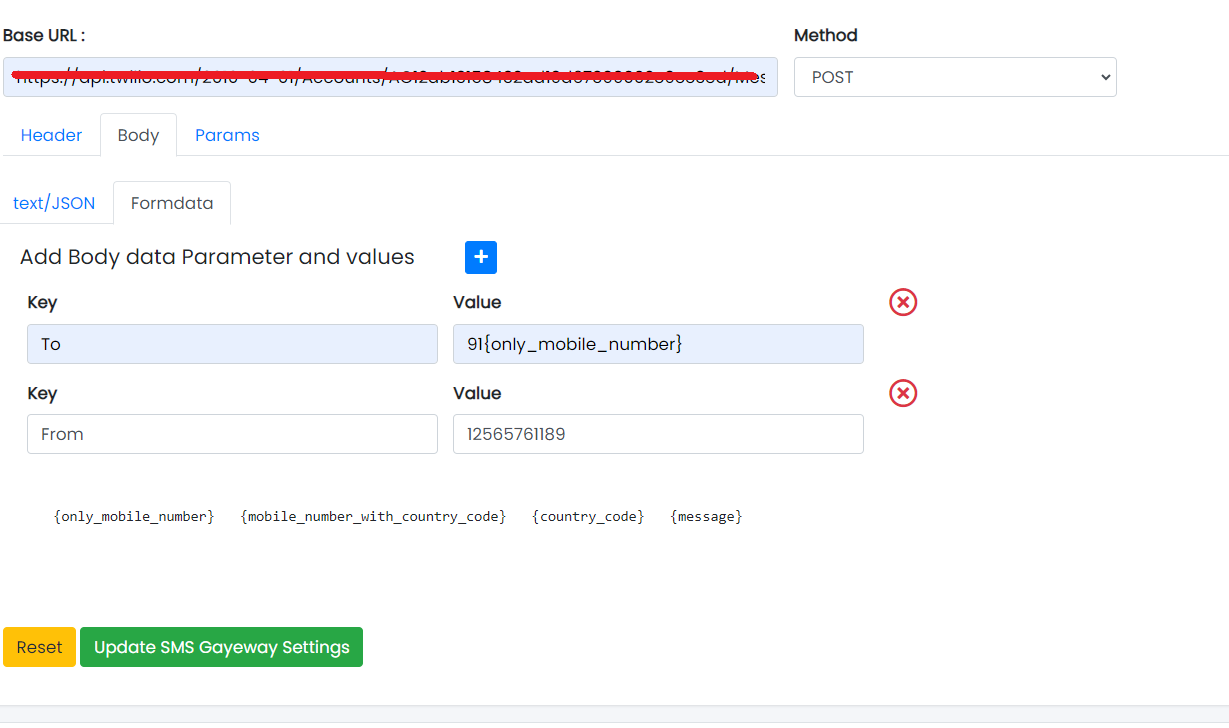 Base URL :
Method
POST
Header
Body
Params
text/JSON
Formdata
Add Body data Parameter and values
+
Key
Value
To
91{only_mobile_number}
Key
Value
From
12565761189
{only_mobile_number} {mobile_number_with_country_code} {country_code} {message}
Reset
Update SMS Gayeway Settings